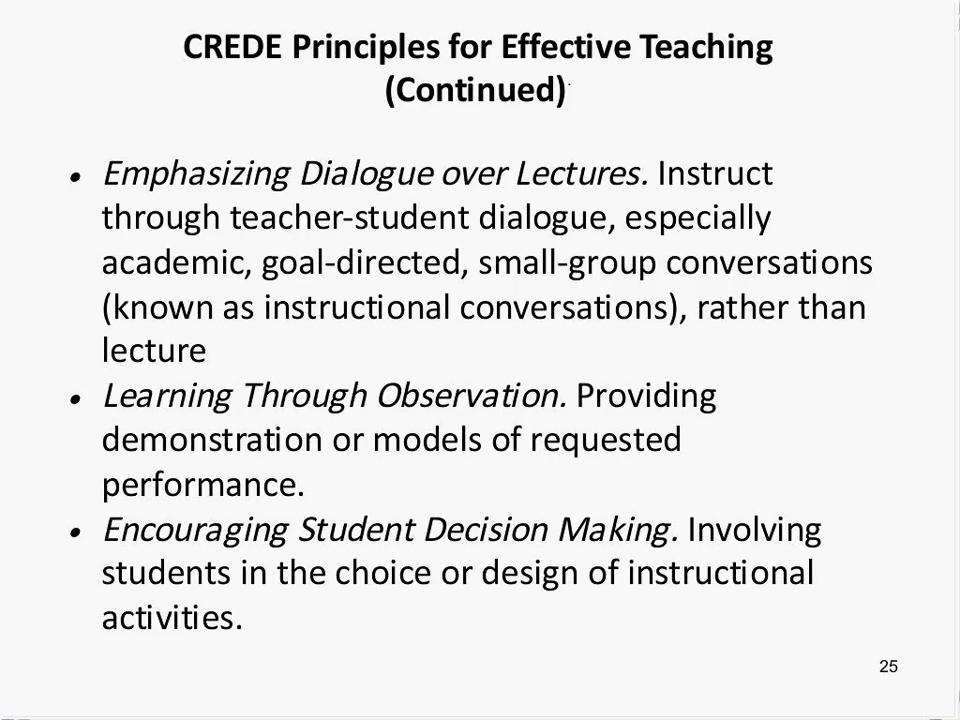 CREDE Principles for Effective Teaching
(Continued).
• Emphasizing Dialogue over Lectures. Instruct
through teacher-student dialogue, especially
academic, goal-directed, small-group conversations
(known as instructional conversations), rather than
lecture
• Learning Through Observation. Providing
demonstration or models of requested
performance.
• Encouraging Student Decision Making. Involving
students in the choice or design of instructional
activities.
25